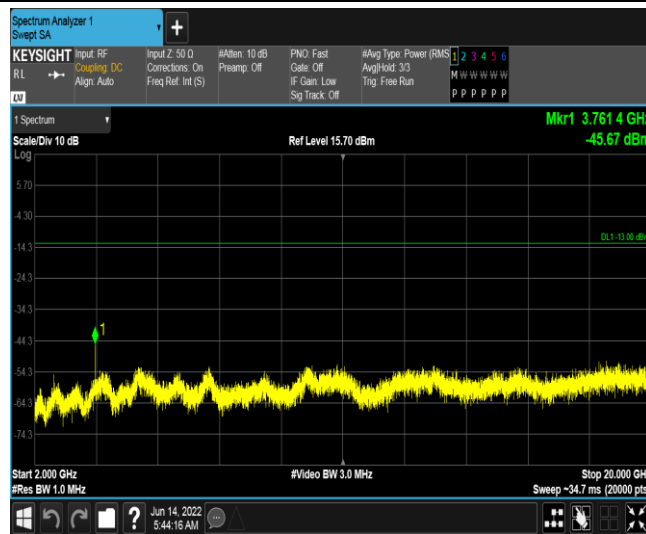 Spectrum Analyzer 1
Swept SA
KEYSIGHT
RL
Input: RF
Coupling: DC
Align: Auto
Input Z: 50 Ω
Corrections: On
Freq Ref: Int (S)
#Atten: 10 dB
Preamp: Off
PNO: Fast
Gate: Off
IF Gain: Low
Sig Track: Off
#Avg Type: Power (RMS
Avg|Hold: 3/3
Trig: Free Run
1 2 3 4 5 6
M W W W W W
P P P P P P
1 Spectrum
Scale/Div 10 dB
Ref Level 15.70 dBm
Mkr1 3.761 4 GHz
-45.67 dBm
Log
5.70
-4.30
DL1 -13.00 dBm
-14.3
-24.3
-34.3
1
-44.3
-54.3
-64.3
-74.3
Start 2.000 GHz
#Video BW 3.0 MHz
Stop 20.000 GHz
#Res BW 1.0 MHz
Sweep ~34.7 ms (20000 pts
?
Jun 14, 2022
5:44:16 AM